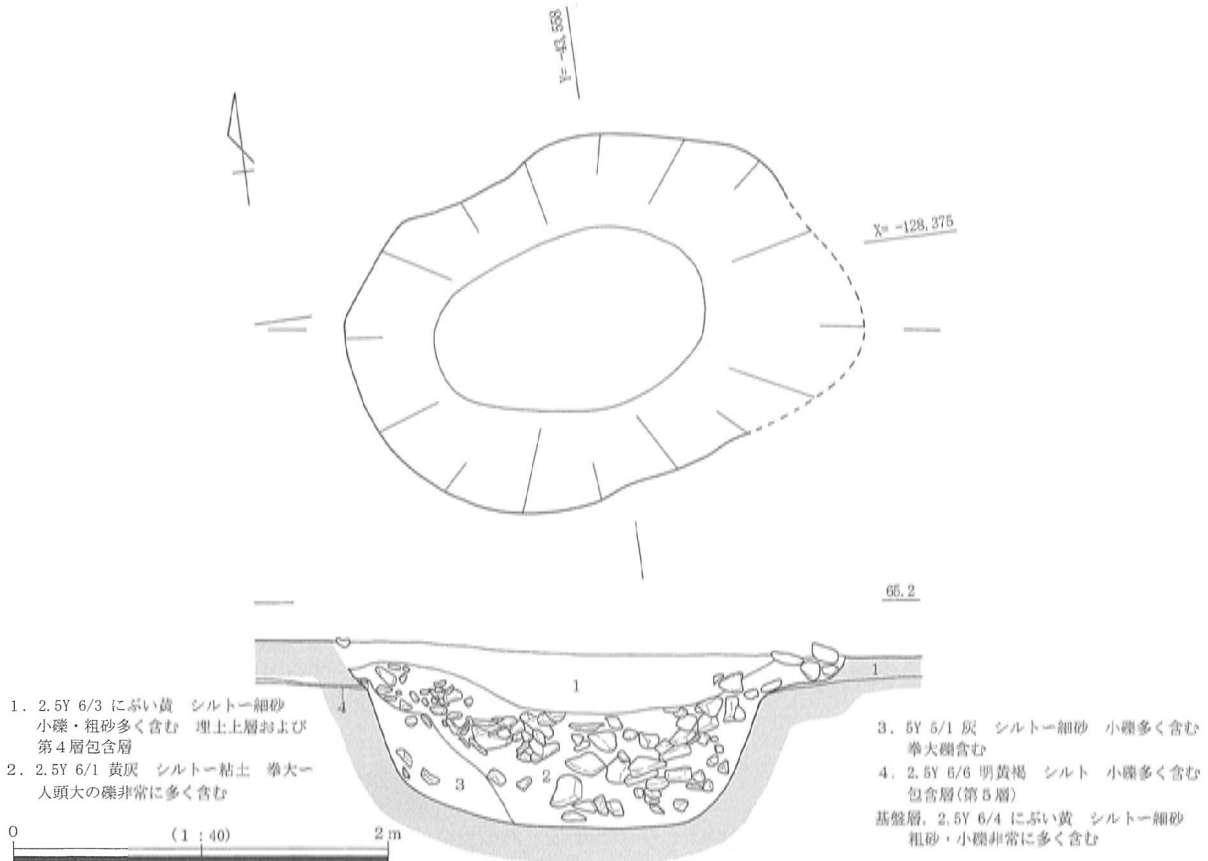 Y= -43,558
X= -128,375
65.2
1
1
4
2
3
1. 2.5Y 6/3 にぶい黄 シルト〜細砂
小礫・粗砂多く含む 埋土上層および
第4層包含層
2. 2.5Y 6/1 黄灰 シルト〜粘土 拳大〜
人頭大の礫非常に多く含む
3. 5Y 5/1 灰 シルト〜細砂 小礫多く含む
拳大礫含む
4. 2.5Y 6/6 明黄褐 シルト 小礫多く含む
包含層(第5層)
基盤層. 2.5Y 6/4 にぶい黄 シルト〜細砂
粗砂・小礫非常に多く含む
0 (1:40) 2m